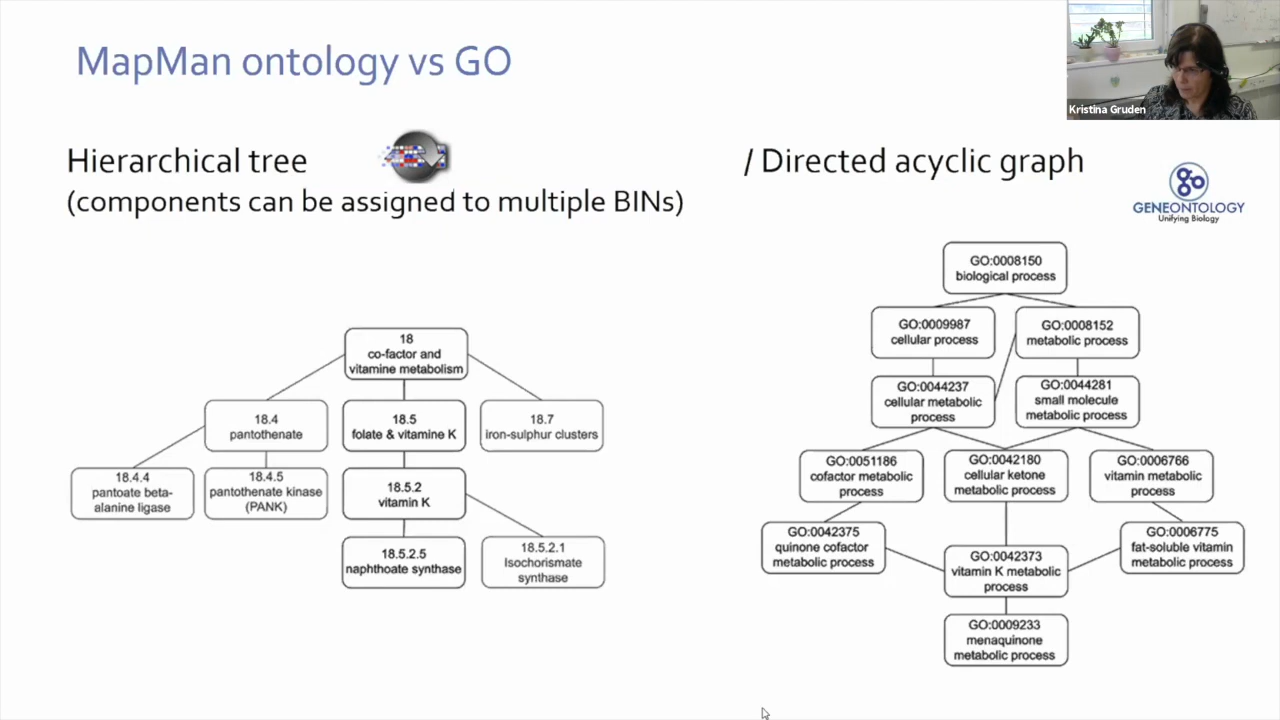 MapMan ontology vs GO
Kristina Gruden
Hierarchical tree
(components can be assigned to multiple BINs)
/ Directed acyclic graph
GENEONTOLOGY
Unifying Biology
18
co-factor and
vitamine metabolism
18.4
pantothenate
18.5
folate & vitamine K
18.7
iron-sulphur clusters
18.4.4
pantoate beta-
alanine ligase
18.4.5
pantothenate kinase
(PANK)
18.5.2
vitamin K
18.5.2.5
naphthoate synthase
18.5.2.1
Isochorismate
synthase
GO:0008150
biological process
GO:0009987
cellular process
GO:0008152
metabolic process
GO:0044237
cellular metabolic
process
GO:0044281
small molecule
metabolic process
GO:0051186
cofactor metabolic
process
GO:0042180
cellular ketone
metabolic process
GO:0006766
vitamin metabolic
process
GO:0042375
quinone cofactor
metabolic process
GO:0042373
vitamin K metabolic
process
GO:0006775
fat-soluble vitamin
metabolic process
GO:0009233
menaquinone
metabolic process